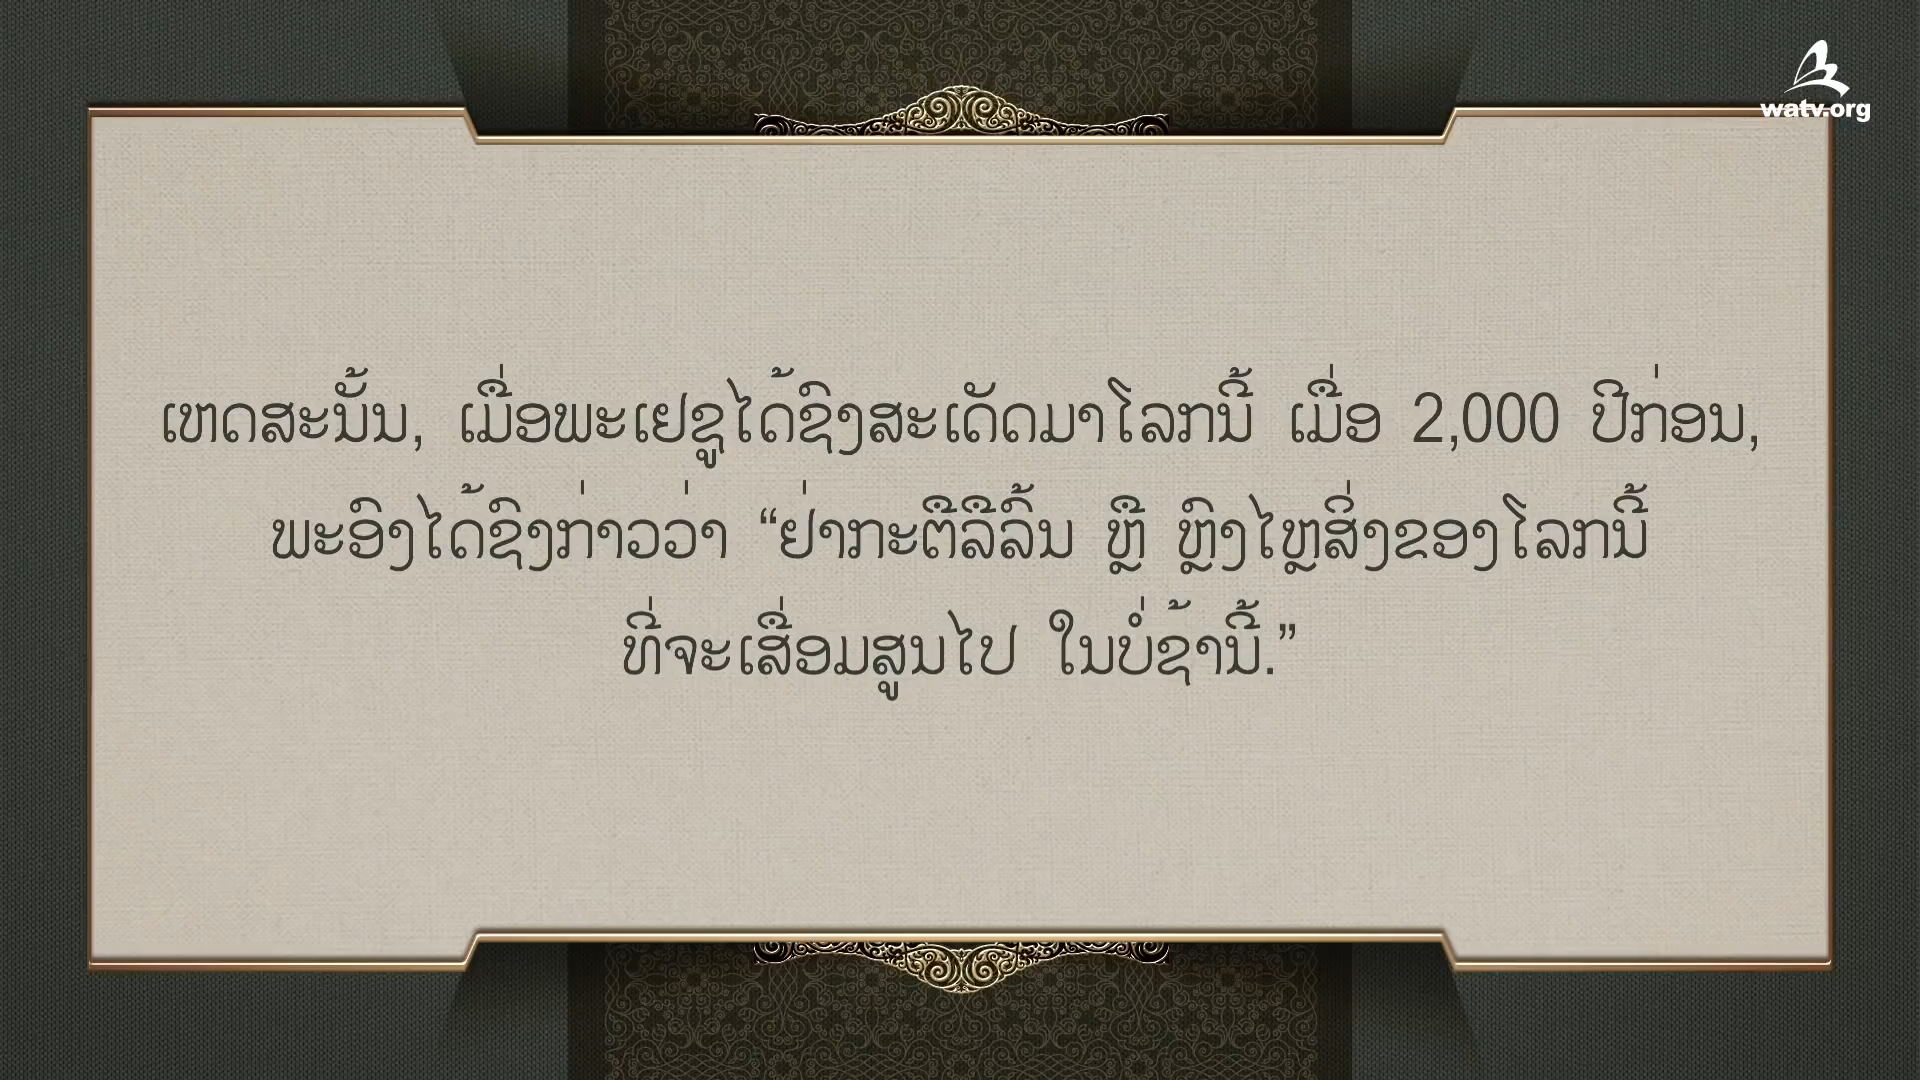 watv.org
ເຫດສະນັ້ນ, ເມື່ອພະເຢຊູໄດ້ຊົງສະເດັດມາໂລກນີ້ ເມື່ອ 2,000 ປີກ່ອນ,
ພະອົງໄດ້ຊົງກ່າວວ່າ “ຢ່າກະຕືລືລົ້ນ ຫຼື ຫຼົງໄຫຼສິ່ງຂອງໂລກນີ້
ທີ່ຈະເສື່ອມສູນໄປ ໃນບໍ່ຊ້ານີ້.”